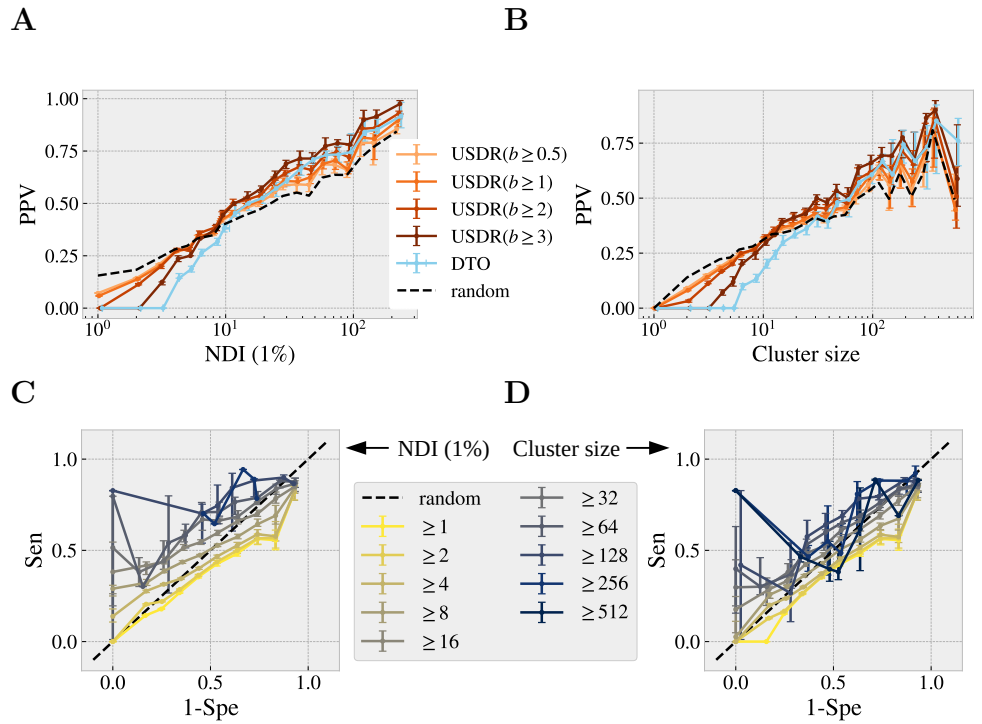 A
B
1.00
0.75
0.50
0.25
0.00
PPV
10^0
10^1
10^2
NDI (1%)
USDR(b ≥ 0.5)
USDR(b ≥ 1)
USDR(b ≥ 2)
USDR(b ≥ 3)
DTO
random
0.75
0.50
0.25
0.00
PPV
10^0
10^1
10^2
Cluster size
C
D
NDI (1%)
Cluster size
1.0
0.5
0.0
Sen
0.0
0.5
1.0
1-Spe
random
≥ 1
≥ 2
≥ 4
≥ 8
≥ 16
≥ 32
≥ 64
≥ 128
≥ 256
≥ 512
1.0
0.5
0.0
Sen
0.0
0.5
1.0
1-Spe